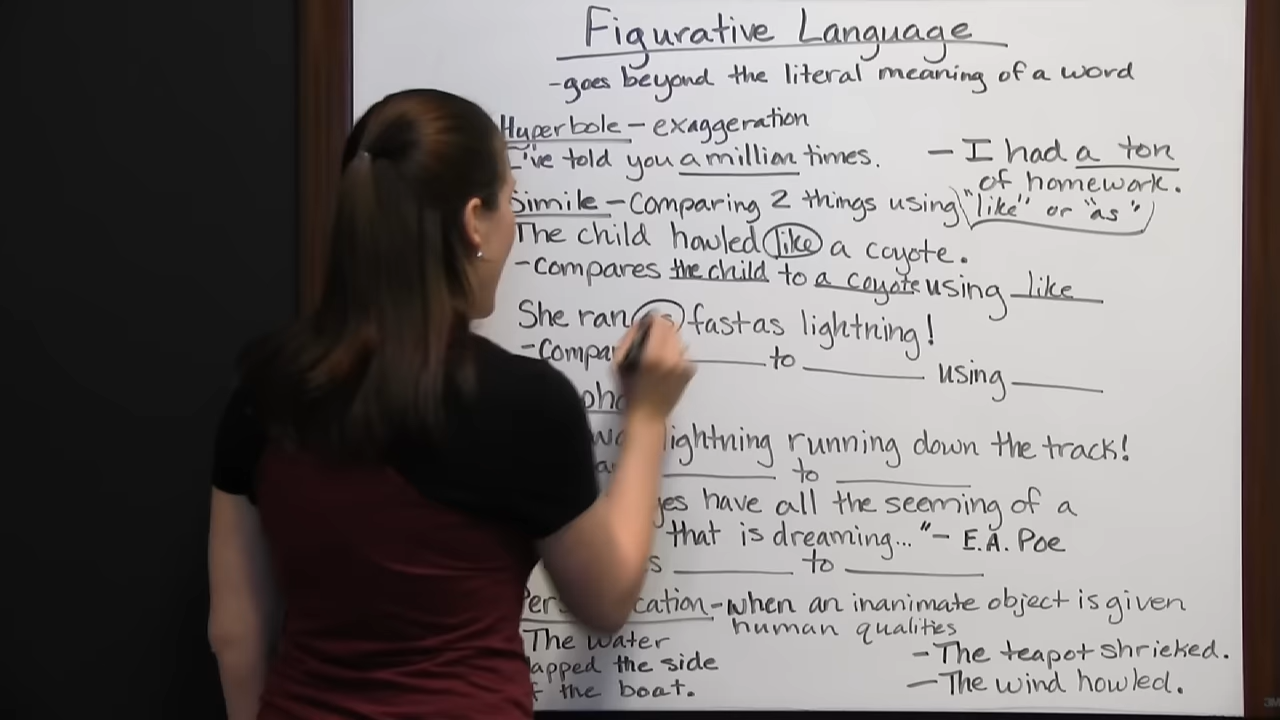 Figurative Language
-goes beyond the literal meaning of a word
Hyperbole - exaggeration
I've told you a million times.
- I had a ton
of homework.
Simile - Comparing 2 things using "like" or "as"
The child howled like a coyote.
-Compares the child to a coyote using like
She ran as fast as lightning!
to using
lightning running down the track!
to
have all the seeming of a
that is dreaming..." - E.A. Poe
to
-when an inanimate object is given
human qualities
The water
the side
the boat.
- The teapot shrieked.
- The wind howled.